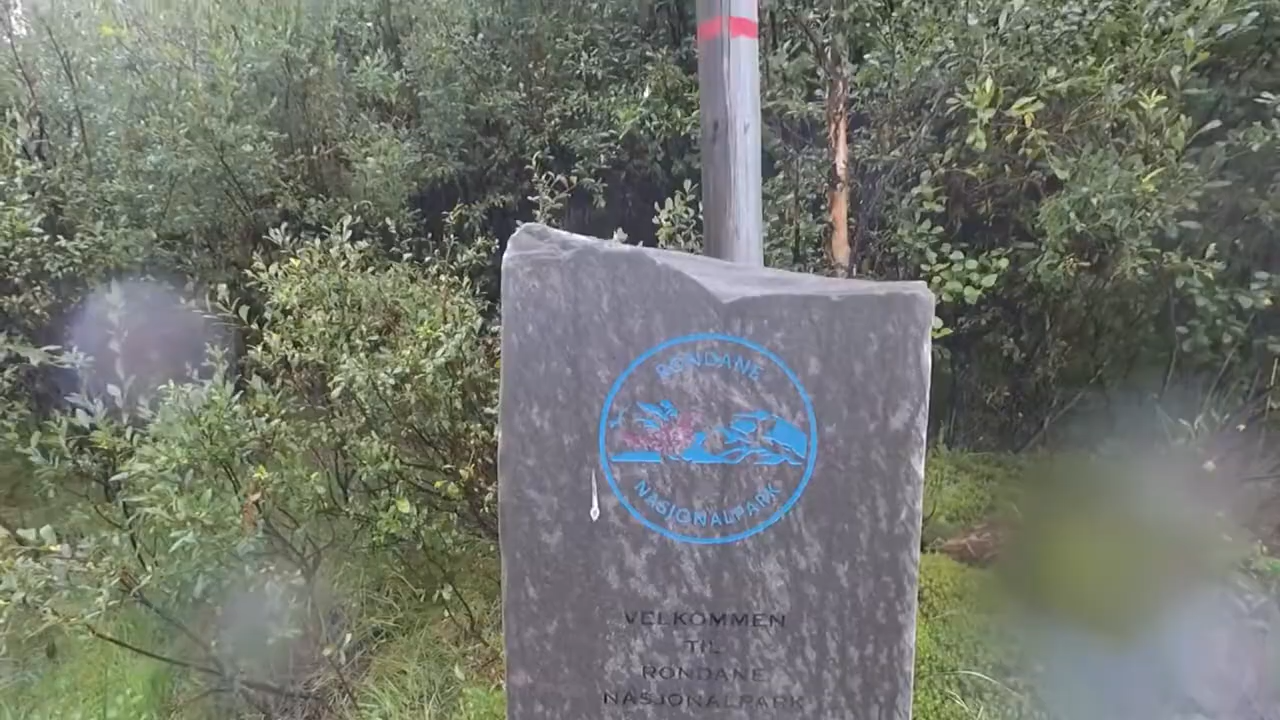 RONDANE
NASJONALPARK
VELKOMMEN
TIL
RONDANE
NASJONALPARK